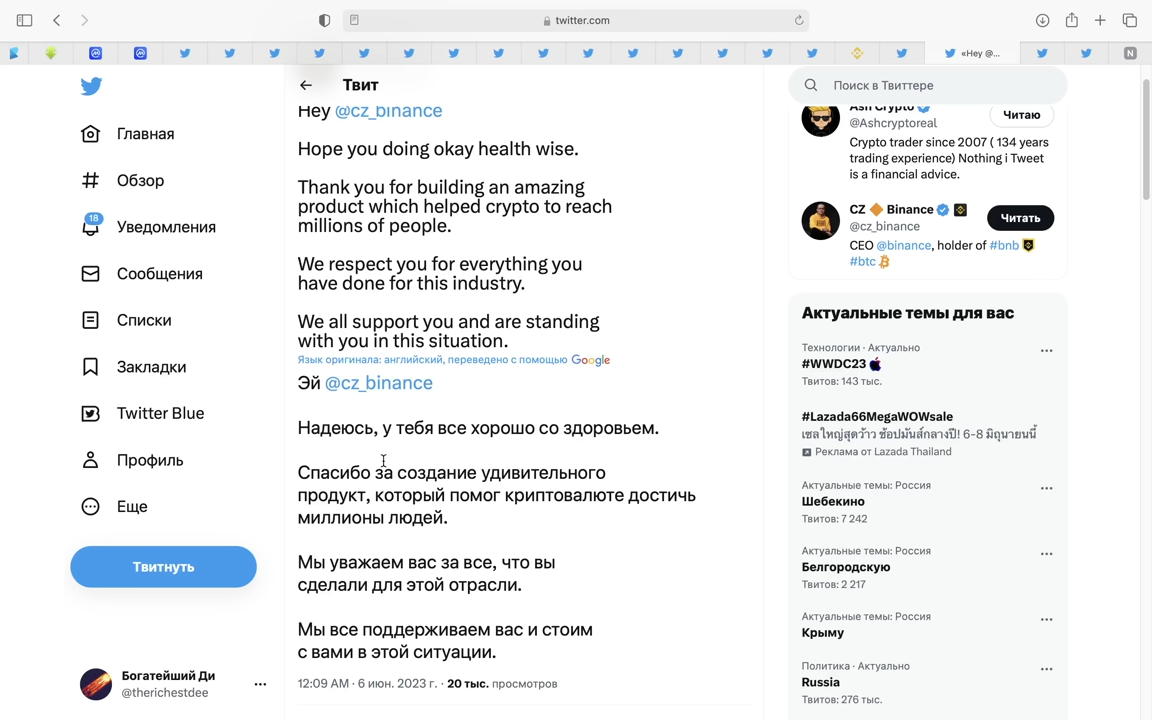 twitter.com
«Hey @...
N
Главная
Обзор
18
Уведомления
Сообщения
Списки
Закладки
Twitter Blue
Профиль
Еще
Твитнуть
Богатейший Ди
@therichestdee
Твит
Hey @cz_binance
Hope you doing okay health wise.
Thank you for building an amazing
product which helped crypto to reach
millions of people.
We respect you for everything you
have done for this industry.
We all support you and are standing
with you in this situation.
Язык оригинала: английский, переведено с помощью Google
Эй @cz_binance
Надеюсь, у тебя все хорошо со здоровьем.
Спасибо за создание удивительного
продукт, который помог криптовалюте достичь
миллионы людей.
Мы уважаем вас за все, что вы
сделали для этой отрасли.
Мы все поддерживаем вас и стоим
с вами в этой ситуации.
12:09 AM · 6 июн. 2023 г. · 20 тыс. просмотров
Поиск в Твиттере
Ash Crypto
@Ashcryptoreal
Читаю
Crypto trader since 2007 ( 134 years
trading experience) Nothing i Tweet
is a financial advice.
CZ 🔶 Binance
@cz_binance
Читать
CEO @binance, holder of #bnb
#btc
Актуальные темы для вас
Технологии · Актуально
#WWDC23
Твитов: 143 тыс.
#Lazada66MegaWOWsale
เซลใหญ่สุดว้าว ช้อปมันส์กลางปี! 6-8 มิถุนายนนี้
Реклама от Lazada Thailand
Актуальные темы: Россия
Шебекино
Твитов: 7 242
Актуальные темы: Россия
Белгородскую
Твитов: 2 217
Актуальные темы: Россия
Крыму
Политика · Актуально
Russia
Твитов: 276 тыс.